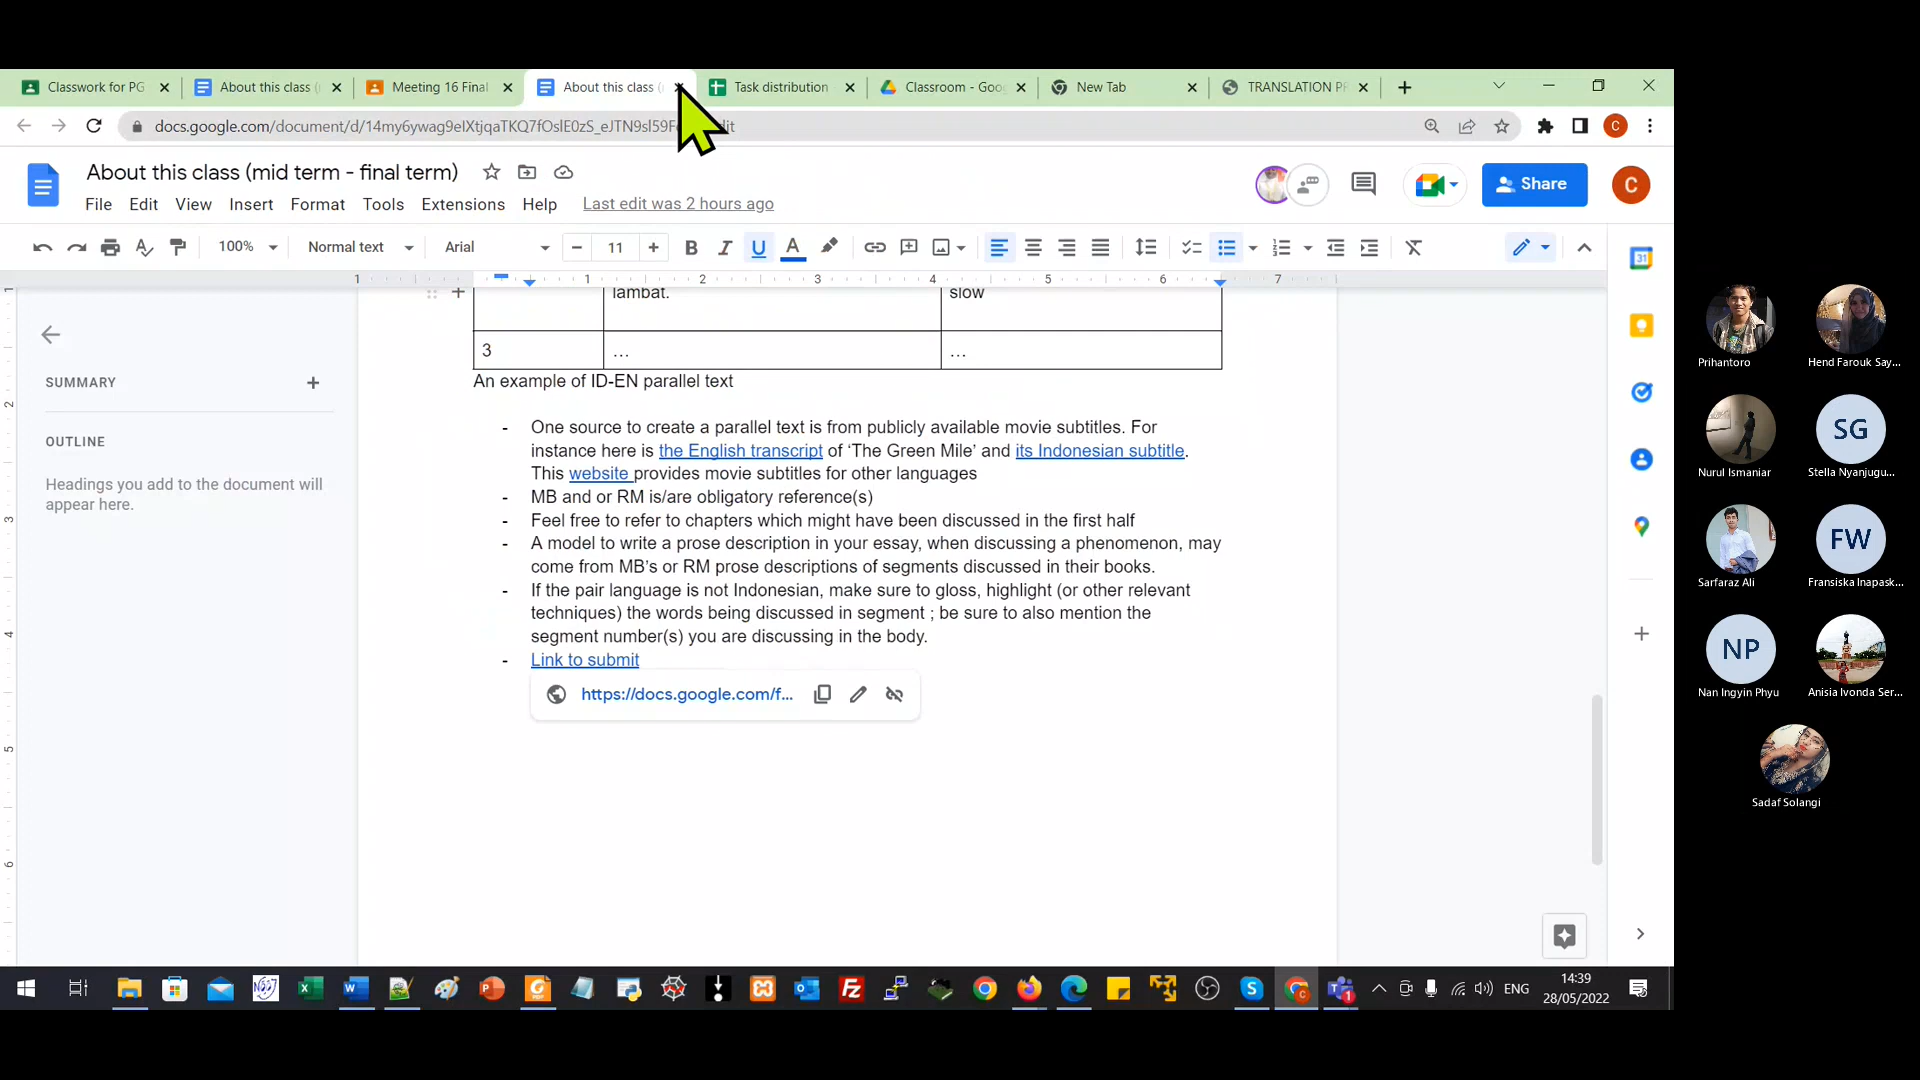 Classwork for PG
About this class (
Meeting 16 Final
About this class (
Task distribution
Classroom - Goo
New Tab
TRANSLATION PR
About this class (mid term - final term)
Share
C
File Edit View Insert Format Tools Extensions Help Last edit was 2 hours ago
100% Normal text Arial 11
1 1 2 3 4 5 6 7
lambat. slow
3 … …
An example of ID-EN parallel text
SUMMARY
OUTLINE
Headings you add to the document will
appear here.
- One source to create a parallel text is from publicly available movie subtitles. For
instance here is the English transcript of ‘The Green Mile’ and its Indonesian subtitle.
This website provides movie subtitles for other languages
- MB and or RM is/are obligatory reference(s)
- Feel free to refer to chapters which might have been discussed in the first half
- A model to write a prose description in your essay, when discussing a phenomenon, may
come from MB’s or RM prose descriptions of segments discussed in their books.
- If the pair language is not Indonesian, make sure to gloss, highlight (or other relevant
techniques) the words being discussed in segment ; be sure to also mention the
segment number(s) you are discussing in the body.
- Link to submit
https://docs.google.com/f...
Prihantoro
Hend Farouk Say...
Nurul Ismaniar
SG
Stella Nyanjugu...
Sarfaraz Ali
FW
Fransiska Inapask...
NP
Nan Ingyin Phyu
Anisia Ivonda Ser...
Sadaf Solangi
ENG
14:39
28/05/2022